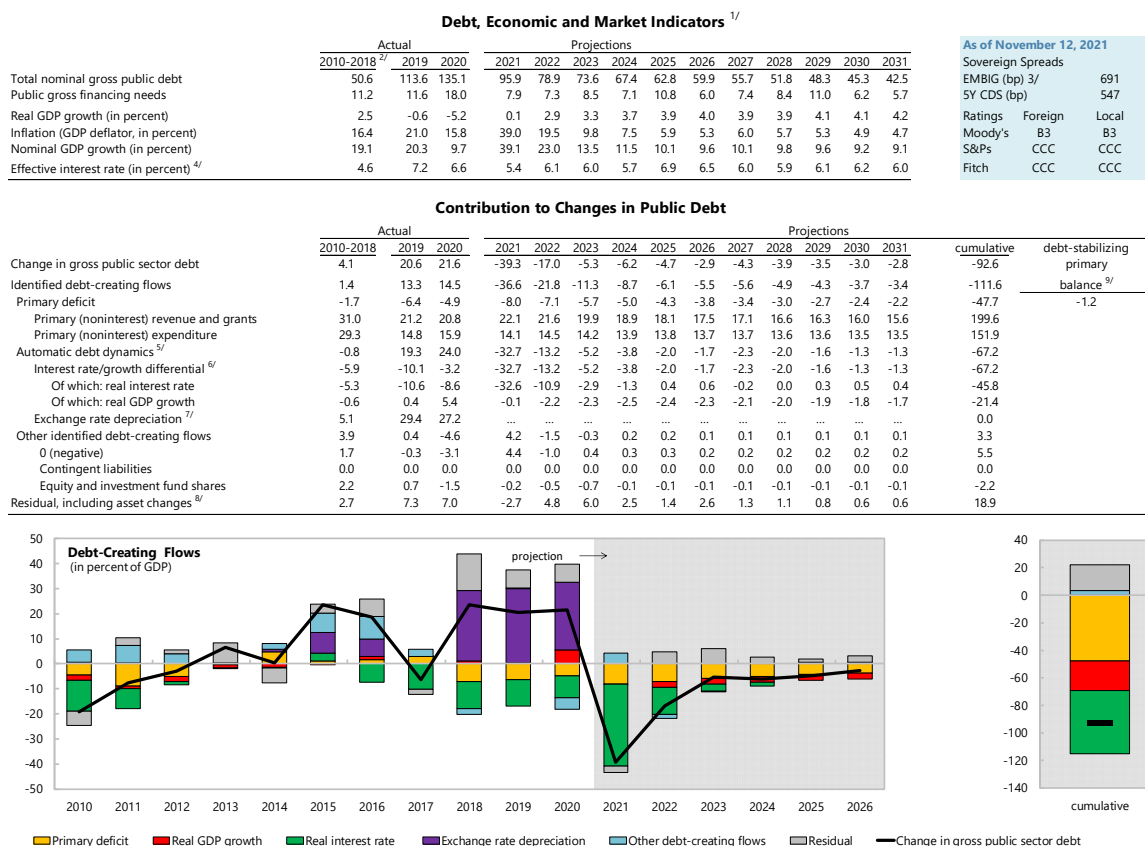 Debt, Economic and Market Indicators 1/
Actual Projections As of November 12, 2021
2010-2018 2/ 2019 2020 2021 2022 2023 2024 2025 2026 2027 2028 2029 2030 2031 Sovereign Spreads
Total nominal gross public debt 50.6 113.6 135.1 95.9 78.9 73.6 67.4 62.8 59.9 55.7 51.8 48.3 45.3 42.5 EMBIG (bp) 3/ 691
Public gross financing needs 11.2 11.6 18.0 7.9 7.3 8.5 7.1 10.8 6.0 7.4 8.4 11.0 6.2 5.7 5Y CDS (bp) 547
Real GDP growth (in percent) 2.5 -0.6 -5.2 0.1 2.9 3.3 3.7 3.9 4.0 3.9 3.9 4.1 4.1 4.2 Ratings Foreign Local
Inflation (GDP deflator, in percent) 16.4 21.0 15.8 39.0 19.5 9.8 7.5 5.9 5.3 6.0 5.7 5.3 4.9 4.7 Moody's B3 B3
Nominal GDP growth (in percent) 19.1 20.3 9.7 39.1 23.0 13.5 11.5 10.1 9.6 10.1 9.8 9.6 9.2 9.1 S&Ps CCC CCC
Effective interest rate (in percent) 4/ 4.6 7.2 6.6 5.4 6.1 6.0 5.7 6.9 6.5 6.0 5.9 6.1 6.2 6.0 Fitch CCC CCC
Contribution to Changes in Public Debt
Actual Projections
2010-2018 2019 2020 2021 2022 2023 2024 2025 2026 2027 2028 2029 2030 2031 cumulative debt-stabilizing
Change in gross public sector debt 4.1 20.6 21.6 -39.3 -17.0 -5.3 -6.2 -4.7 -2.9 -4.3 -3.9 -3.5 -3.0 -2.8 -92.6 primary
Identified debt-creating flows 1.4 13.3 14.5 -36.6 -21.8 -11.3 -8.7 -6.1 -5.5 -5.6 -4.9 -4.3 -3.7 -3.4 -111.6 balance 9/
Primary deficit -1.7 -6.4 -4.9 -8.0 -7.1 -5.7 -5.0 -4.3 -3.8 -3.4 -3.0 -2.7 -2.4 -2.2 -47.7 -1.2
Primary (noninterest) revenue and grants 31.0 21.2 20.8 22.1 21.6 19.9 18.9 18.1 17.5 17.1 16.6 16.3 16.0 15.6 199.6
Primary (noninterest) expenditure 29.3 14.8 15.9 14.1 14.5 14.2 13.9 13.8 13.7 13.7 13.6 13.6 13.5 13.5 151.9
Automatic debt dynamics 5/ -0.8 19.3 24.0 -32.7 -13.2 -5.2 -3.8 -2.0 -1.7 -2.3 -2.0 -1.6 -1.3 -1.3 -67.2
Interest rate/growth differential 6/ -5.9 -10.1 -3.2 -32.7 -13.2 -5.2 -3.8 -2.0 -1.7 -2.3 -2.0 -1.6 -1.3 -1.3 -67.2
Of which: real interest rate -5.3 -10.6 -8.6 -32.6 -10.9 -2.9 -1.3 0.4 0.6 -0.2 0.0 0.3 0.5 0.4 -45.8
Of which: real GDP growth -0.6 0.4 5.4 -0.1 -2.2 -2.3 -2.5 -2.4 -2.3 -2.1 -2.0 -1.9 -1.8 -1.7 -21.4
Exchange rate depreciation 7/ 5.1 29.4 27.2 ... ... ... ... ... ... ... ... ... ... ... 0.0
Other identified debt-creating flows 3.9 0.4 -4.6 4.2 -1.5 -0.3 0.2 0.2 0.1 0.1 0.1 0.1 0.1 0.1 3.3
0 (negative) 1.7 -0.3 -3.1 4.4 -1.0 0.4 0.3 0.3 0.2 0.2 0.2 0.2 0.2 0.2 5.5
Contingent liabilities 0.0 0.0 0.0 0.0 0.0 0.0 0.0 0.0 0.0 0.0 0.0 0.0 0.0 0.0 0.0
Equity and investment fund shares 2.2 0.7 -1.5 -0.2 -0.5 -0.7 -0.1 -0.1 -0.1 -0.1 -0.1 -0.1 -0.1 -0.1 -2.2
Residual, including asset changes 8/ 2.7 7.3 7.0 -2.7 4.8 6.0 2.5 1.4 2.6 1.3 1.1 0.8 0.6 0.6 18.9
Debt-Creating Flows
(in percent of GDP)
projection
50
40
30
20
10
0
-10
-20
-30
-40
-50
2010 2011 2012 2013 2014 2015 2016 2017 2018 2019 2020 2021 2022 2023 2024 2025 2026
40
20
0
-20
-40
-60
-80
-100
-120
-140
cumulative
Primary deficit Real GDP growth Real interest rate Exchange rate depreciation Other debt-creating flows Residual Change in gross public sector debt